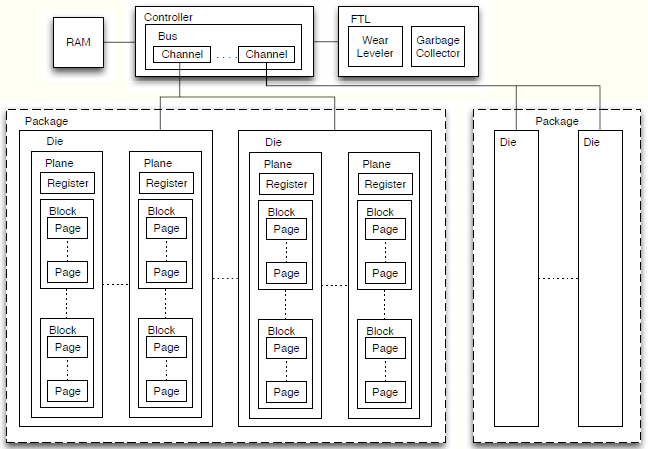 Controller
FTL
RAM
Bus
Channel
. . . .
Channel
Wear
Leveler
Garbage
Collector
Package
Package
Die
Die
Die
Die
Plane
Plane
Plane
Plane
Register
Register
Register
Register
Block
Block
Block
Block
Page
Page
Page
Page
Page
Page
Page
Page
Block
Block
Block
Block
Page
Page
Page
Page
Page
Page
Page
Page